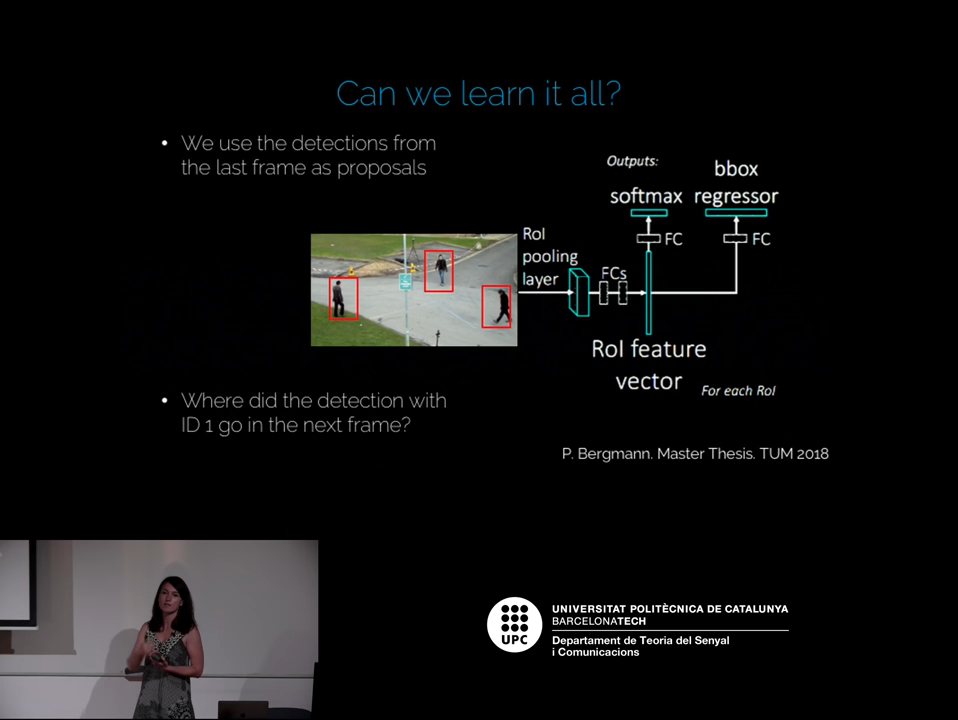 Can we learn it all?
• We use the detections from
the last frame as proposals
Outputs:
softmax
bbox
regressor
FC
FC
RoI
pooling
layer
FCs
RoI feature
vector
For each RoI
• Where did the detection with
ID 1 go in the next frame?
P. Bergmann. Master Thesis. TUM 2018
UPC
UNIVERSITAT POLITÈCNICA DE CATALUNYA
BARCELONATECH
Departament de Teoria del Senyal
i Comunicacions